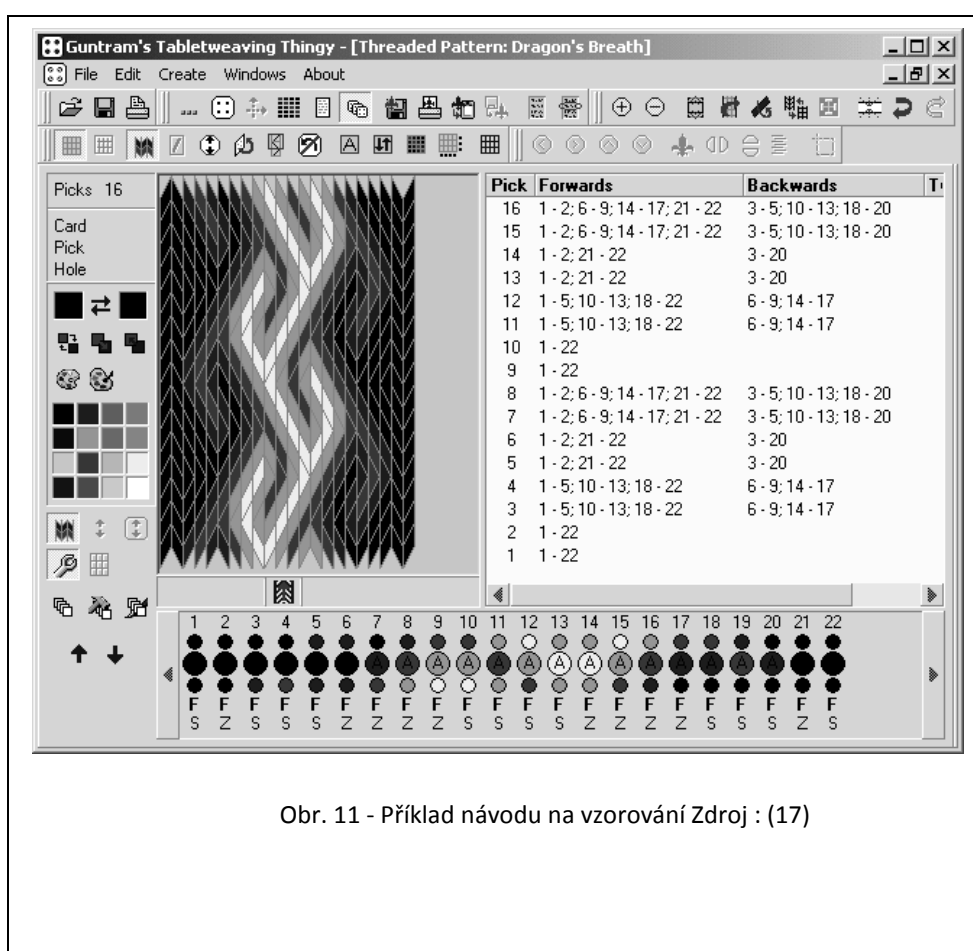 Guntram's Tabletweaving Thingy - [Threaded Pattern: Dragon's Breath]
File Edit Create Windows About
Picks 16
Card
Pick
Hole
Pick Forwards Backwards
16 1 - 2; 6 - 9; 14 - 17; 21 - 22 3 - 5; 10 - 13; 18 - 20
15 1 - 2; 6 - 9; 14 - 17; 21 - 22 3 - 5; 10 - 13; 18 - 20
14 1 - 2; 21 - 22 3 - 20
13 1 - 2; 21 - 22 3 - 20
12 1 - 5; 10 - 13; 18 - 22 6 - 9; 14 - 17
11 1 - 5; 10 - 13; 18 - 22 6 - 9; 14 - 17
10 1 - 22
9 1 - 22
8 1 - 2; 6 - 9; 14 - 17; 21 - 22 3 - 5; 10 - 13; 18 - 20
7 1 - 2; 6 - 9; 14 - 17; 21 - 22 3 - 5; 10 - 13; 18 - 20
6 1 - 2; 21 - 22 3 - 20
5 1 - 2; 21 - 22 3 - 20
4 1 - 5; 10 - 13; 18 - 22 6 - 9; 14 - 17
3 1 - 5; 10 - 13; 18 - 22 6 - 9; 14 - 17
2 1 - 22
1 1 - 22
1 2 3 4 5 6 7 8 9 10 11 12 13 14 15 16 17 18 19 20 21 22
A A A A A A A A A A A A A A
F F F F F F F F F F F F F F F F F F F F F F
S Z S S S Z Z Z Z S S S S Z Z Z Z S S S Z S
Obr. 11 - Příklad návodu na vzorování Zdroj : (17)